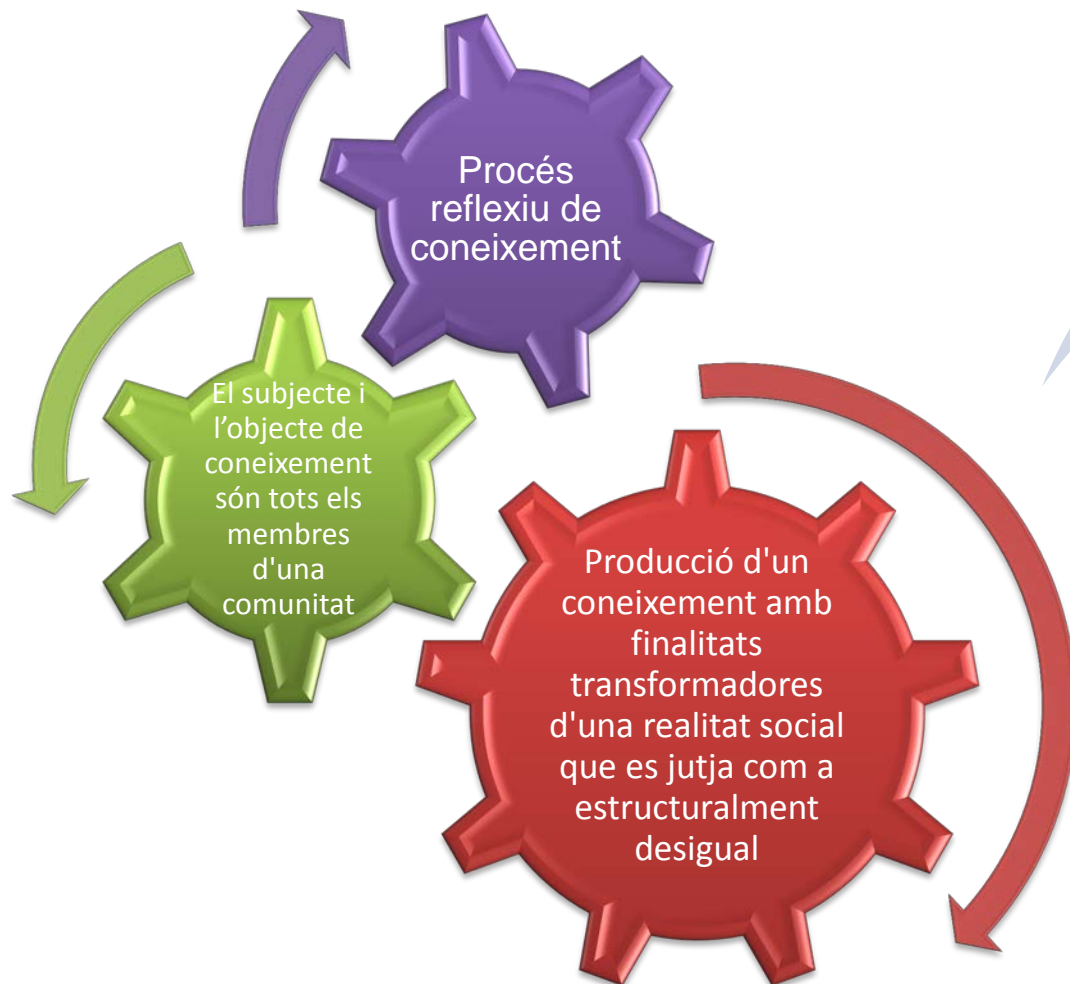 Procés
reflexiu de
coneixement
El subjecte i
l’objecte de
coneixement
són tots els
membres
d'una
comunitat
Producció d'un
coneixement amb
finalitats
transformadores
d'una realitat social
que es jutja com a
estructuralment
desigual